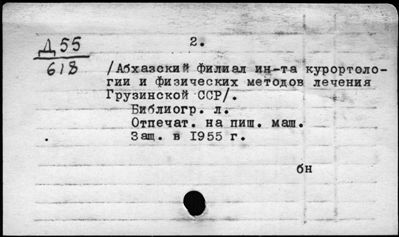 Д 55
618
2.
/Абхазский филиал ин-та курортоло-
гии и физических методов лечения
Грузинской ССР/.
Библиогр. л.
Отпечат. на пиш. маш.
Защ. в 1955 г.
бн